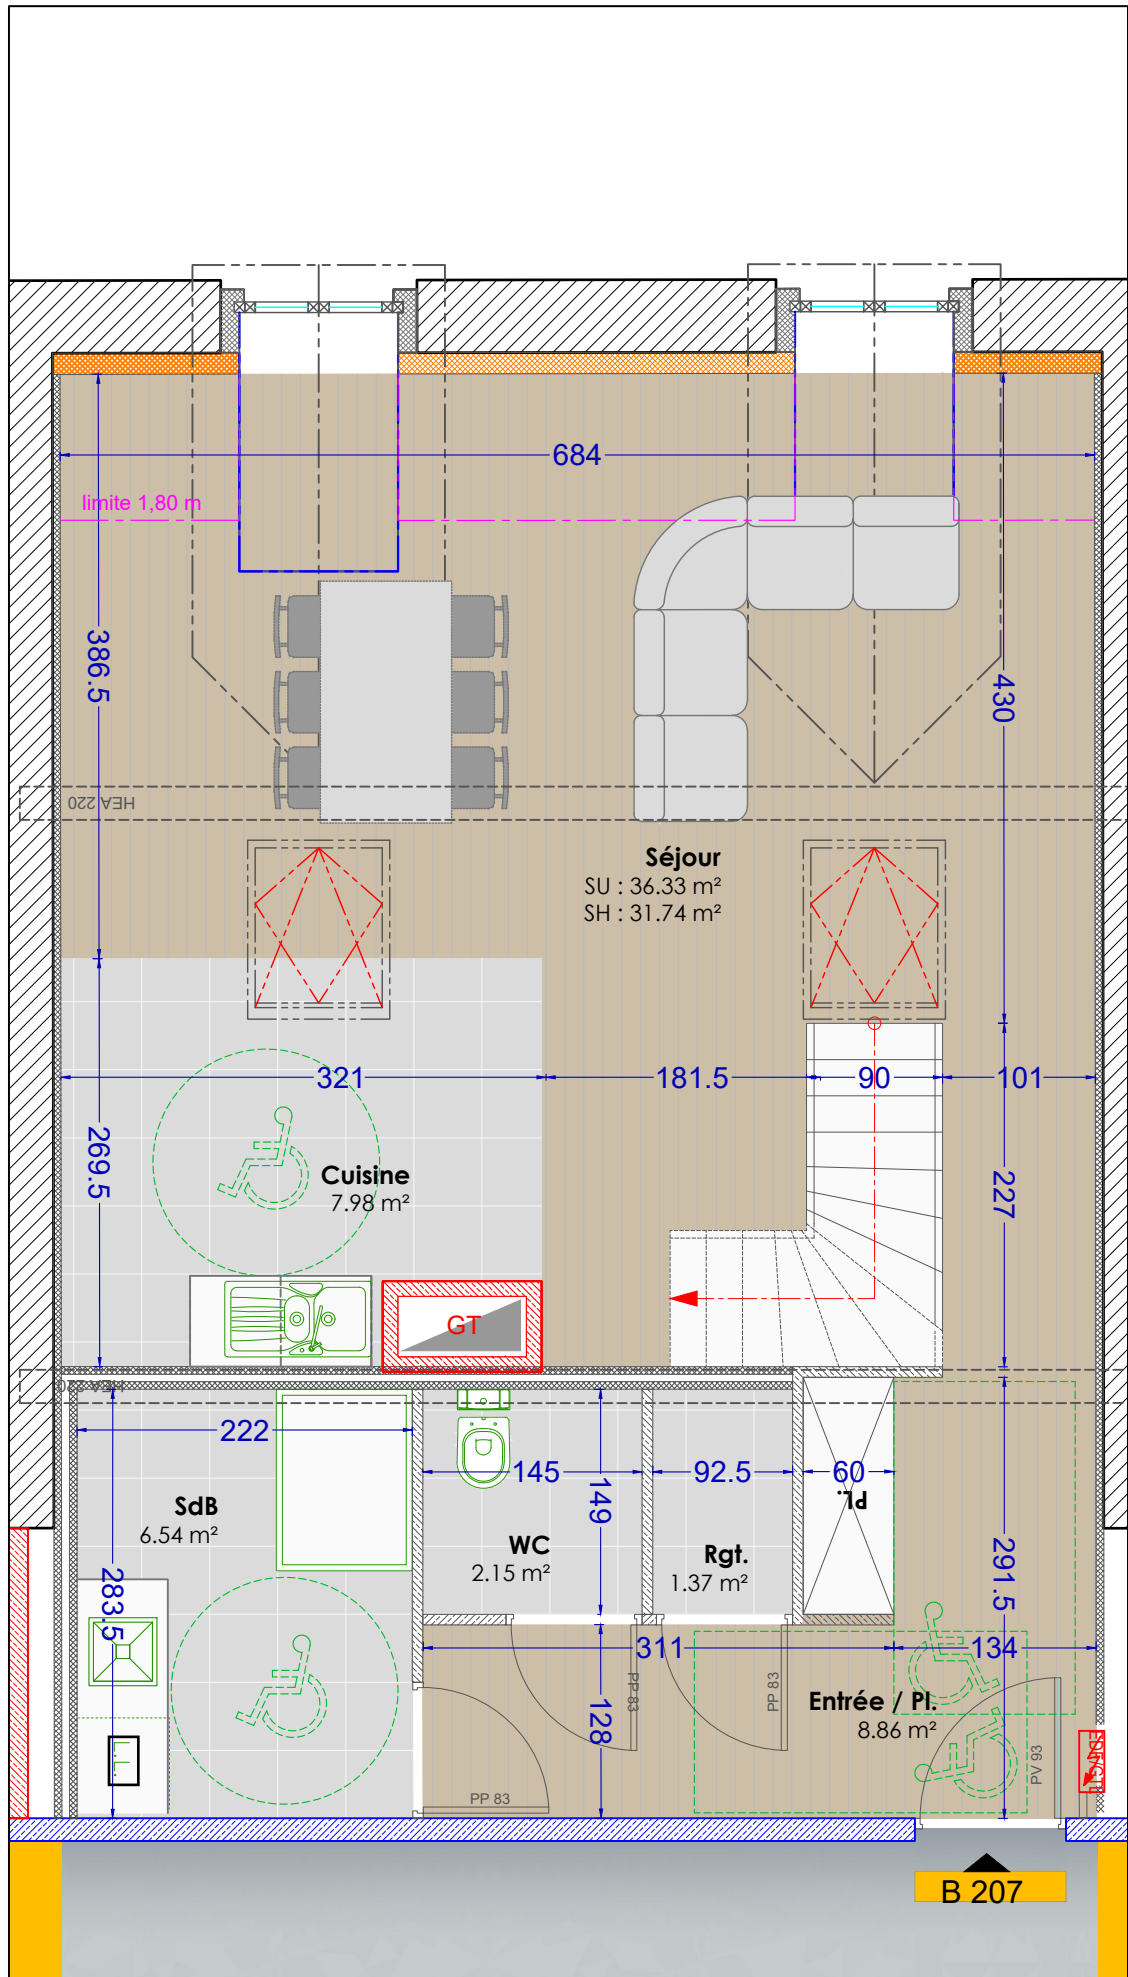 684
limite 1,80 m
386.5
430
HEA 220
Séjour
SU : 36.33 m²
SH : 31.74 m²
321
181.5
90
101
269.5
227
Cuisine
7.98 m²
GT
HEA 220
222
145
92.5
60
Pl.
149
SdB
6.54 m²
WC
2.15 m²
Rgt.
1.37 m²
283.5
291.5
311
134
PP 83
PP 83
128
Entrée / Pl.
8.86 m²
PV 93
L.L.
PP 83
B 207